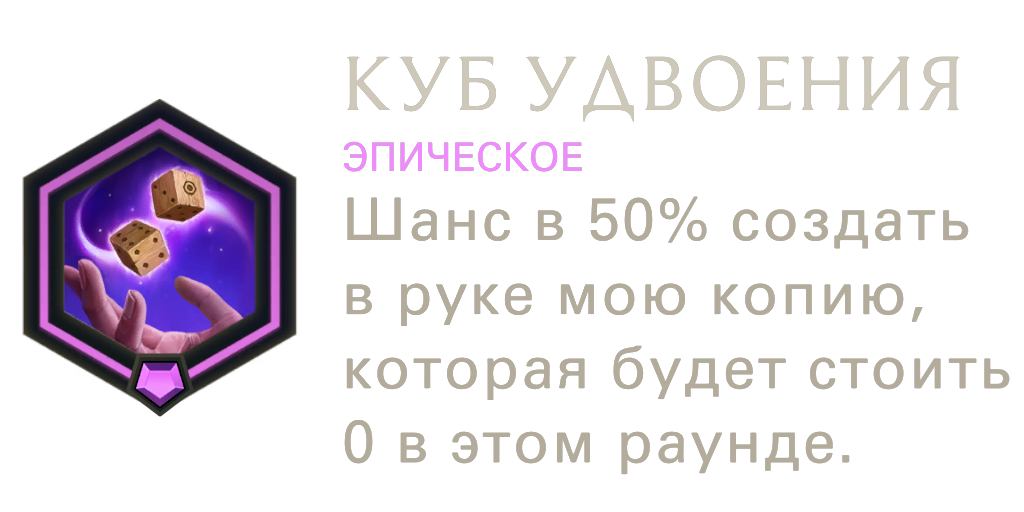 КУБ УДВОЕНИЯ
ЭПИЧЕСКОЕ
Шанс в 50% создать
в руке мою копию,
которая будет стоить
0 в этом раунде.